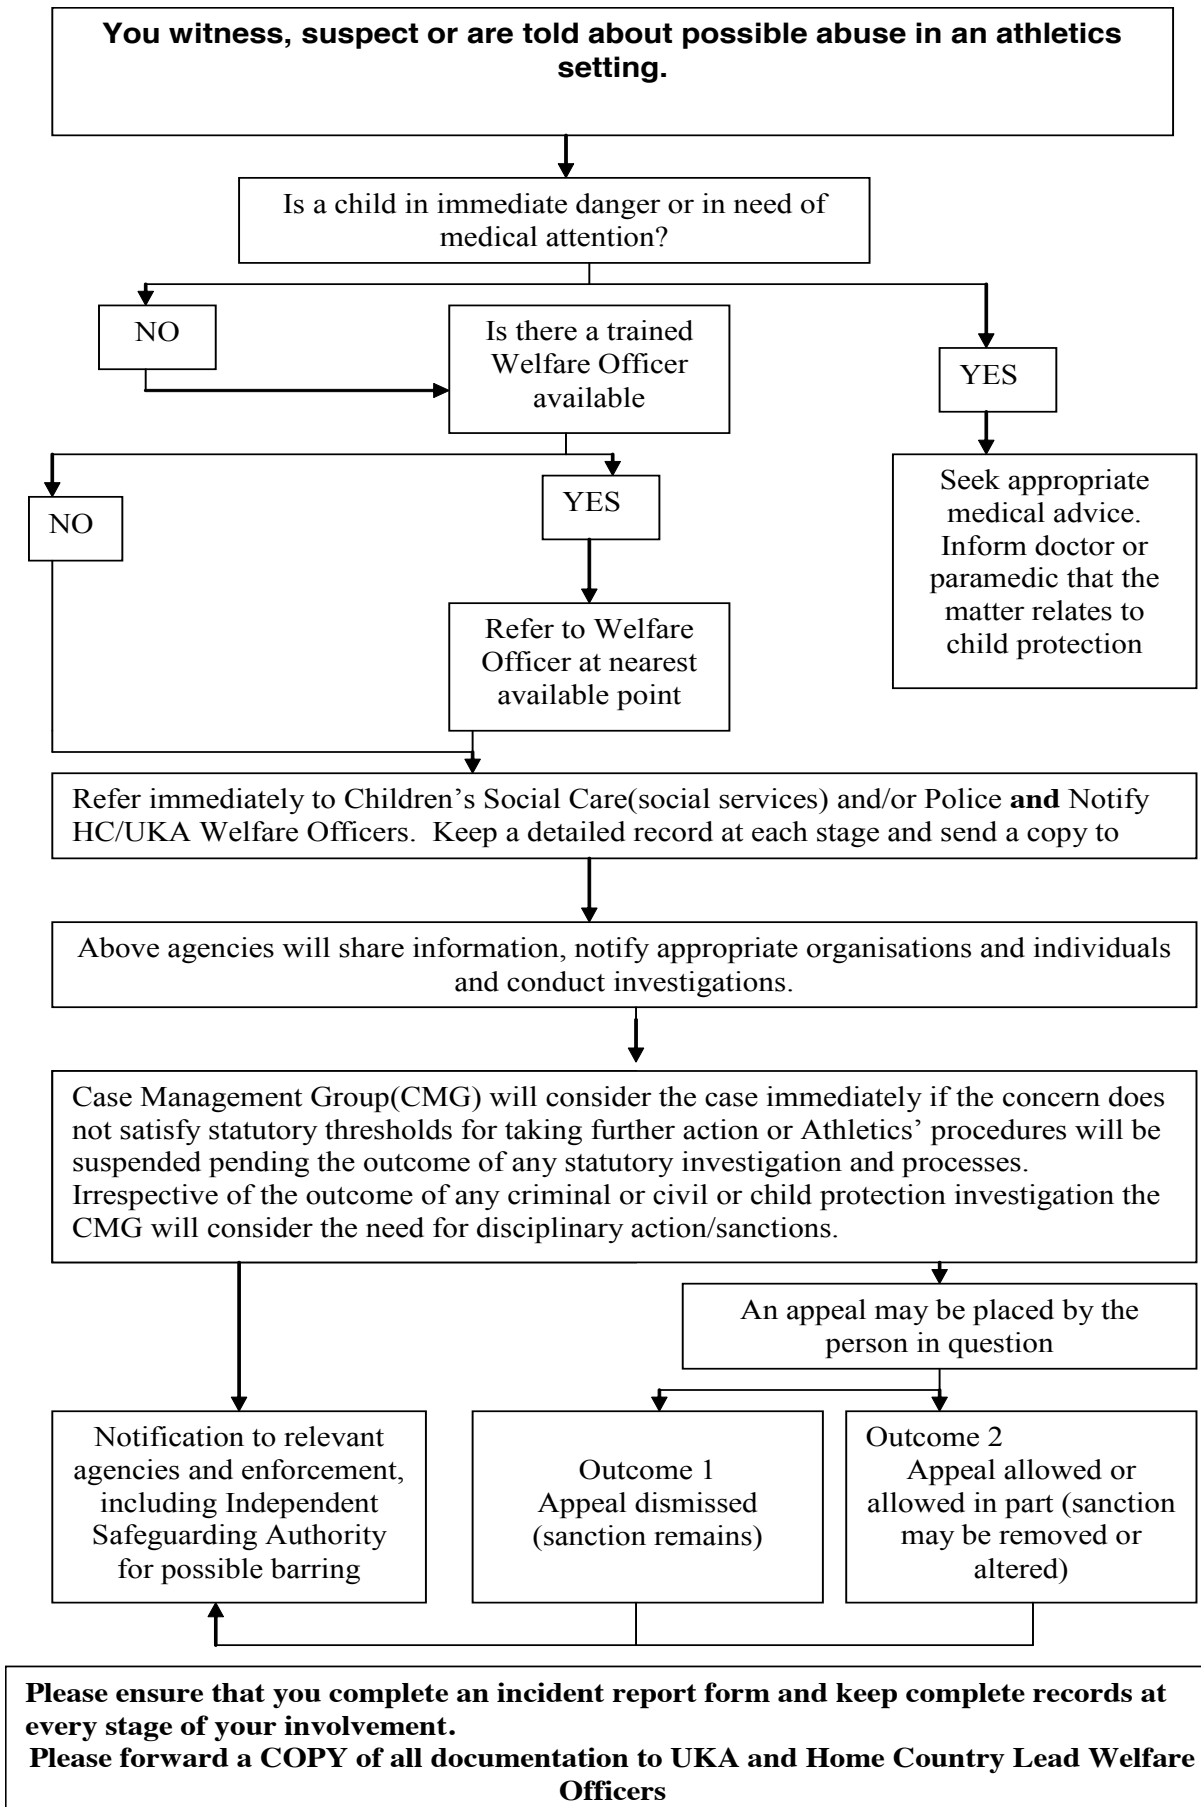 You witness, suspect or are told about possible abuse in an athletics
setting.
Is a child in immediate danger or in need of
medical attention?
NO
Is there a trained
Welfare Officer
available
YES
NO
YES
Seek appropriate
medical advice.
Inform doctor or
paramedic that the
matter relates to
child protection
Refer to Welfare
Officer at nearest
available point
Refer immediately to Children’s Social Care(social services) and/or Police and Notify
HC/UKA Welfare Officers.  Keep a detailed record at each stage and send a copy to
Above agencies will share information, notify appropriate organisations and individuals
and conduct investigations.
Case Management Group(CMG) will consider the case immediately if the concern does
not satisfy statutory thresholds for taking further action or Athletics’ procedures will be
suspended pending the outcome of any statutory investigation and processes.
Irrespective of the outcome of any criminal or civil or child protection investigation the
CMG will consider the need for disciplinary action/sanctions.
An appeal may be placed by the
person in question
Notification to relevant
agencies and enforcement,
including Independent
Safeguarding Authority
for possible barring
Outcome 1
Appeal dismissed
(sanction remains)
Outcome 2
Appeal allowed or
allowed in part (sanction
may be removed or
altered)
Please ensure that you complete an incident report form and keep complete records at
every stage of your involvement.
Please forward a COPY of all documentation to UKA and Home Country Lead Welfare
Officers